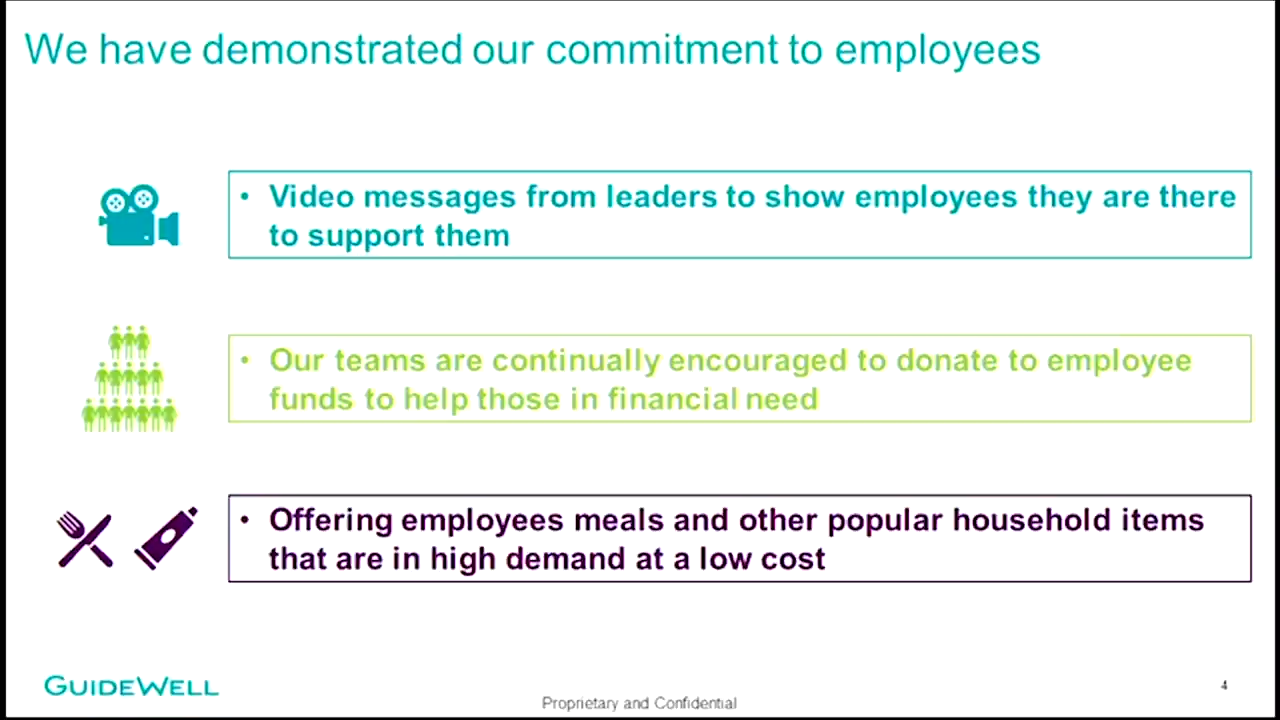 We have demonstrated our commitment to employees
• Video messages from leaders to show employees they are there
to support them
• Our teams are continually encouraged to donate to employee
funds to help those in financial need
• Offering employees meals and other popular household items
that are in high demand at a low cost
GUIDEWELL
4
Proprietary and Confidential